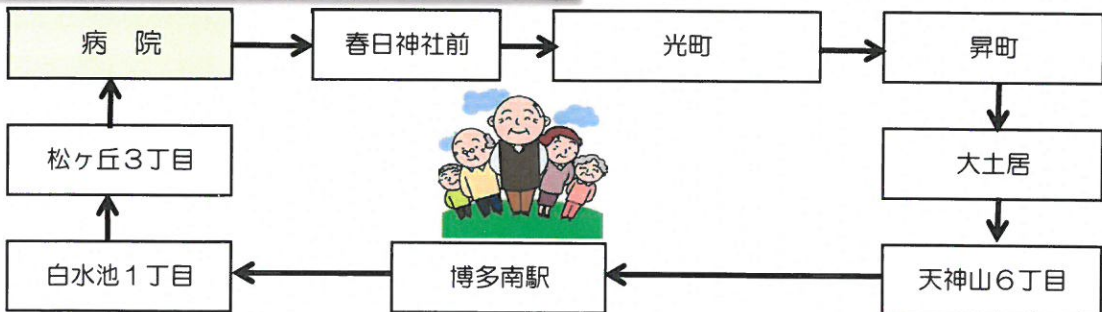 病 院
春日神社前
光町
昇町
大土居
天神山6丁目
博多南駅
白水池1丁目
松ヶ丘3丁目